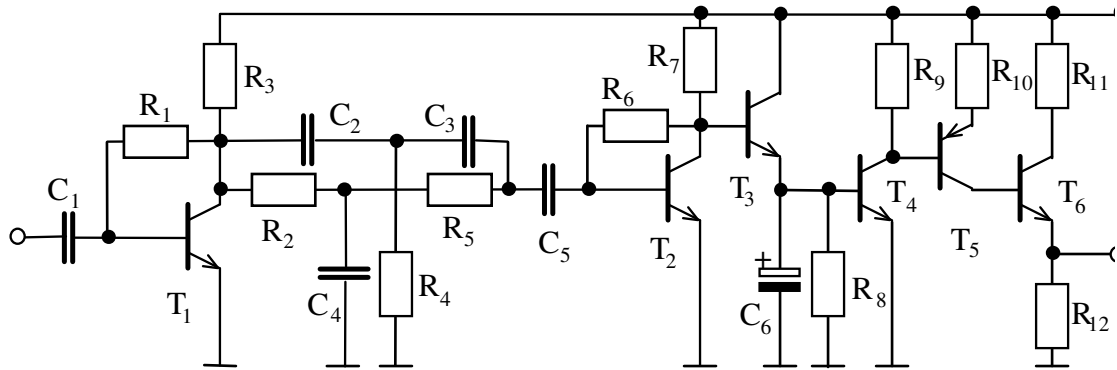 R₇
R₃
R₆
R₉
R₁₀
R₁₁
R₁
C₂
C₃
C₁
T₃
T₄
T₆
R₂
R₅
C₅
T₂
T₅
+
T₁
C₄
R₄
C₆
R₈
R₁₂